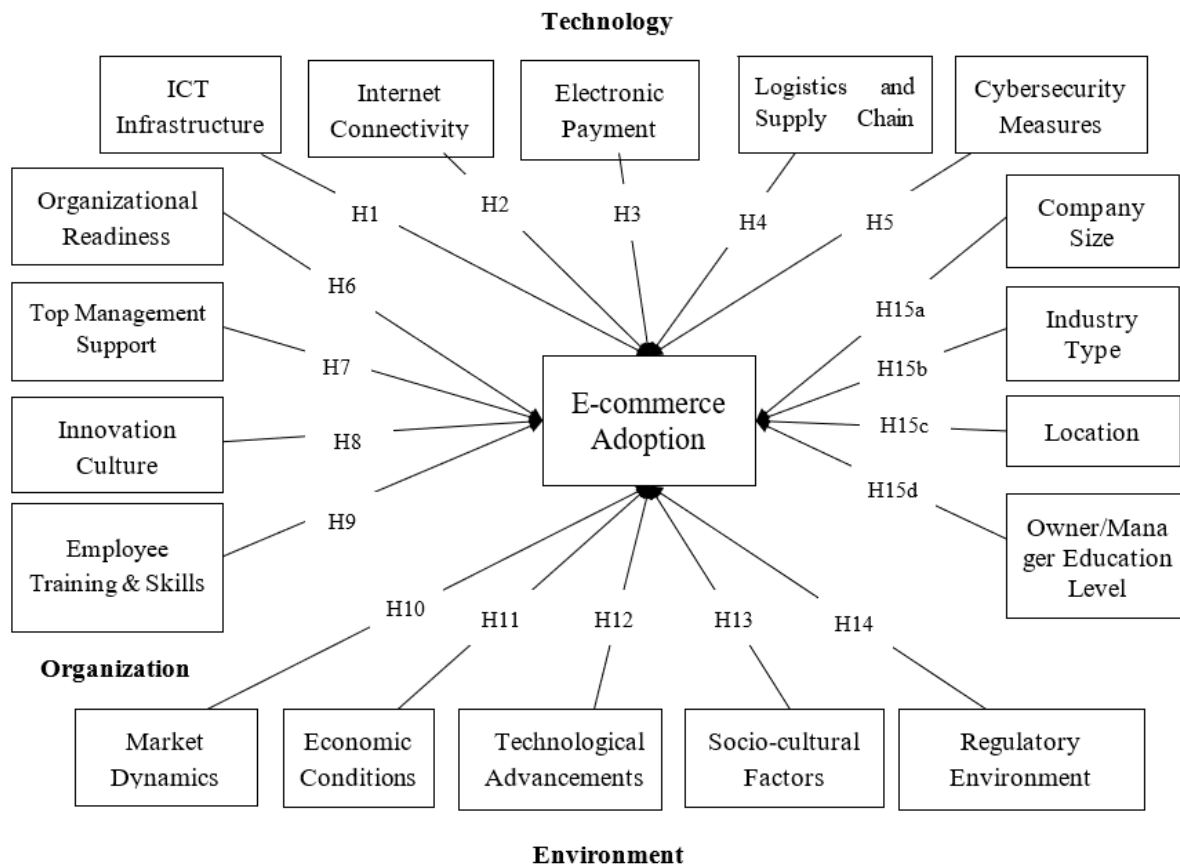 Technology
ICT
Infrastructure
Internet
Connectivity
Electronic
Payment
Logistics and
Supply Chain
Cybersecurity
Measures
Organizational
Readiness
H1
H2
H3
H4
H5
Company
Size
H6
H15a
Top Management
Support
H7
Industry
Type
H15b
E-commerce
Adoption
Innovation
Culture
H8
H15c
Location
H9
H15d
Employee
Training & Skills
Owner/Mana
ger Education
Level
H10
H11
H12
H13
H14
Organization
Market
Dynamics
Economic
Conditions
Technological
Advancements
Socio-cultural
Factors
Regulatory
Environment
Environment